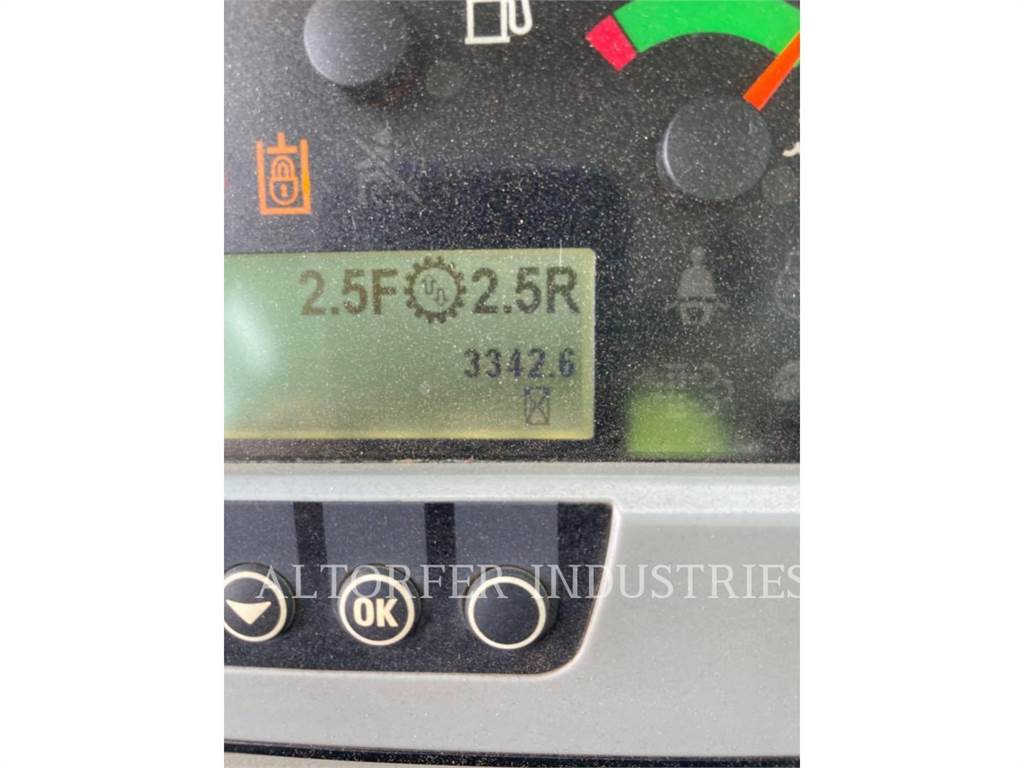 2.5F 2.5R
3342.6
OK
ALTORFER INDUSTRIES